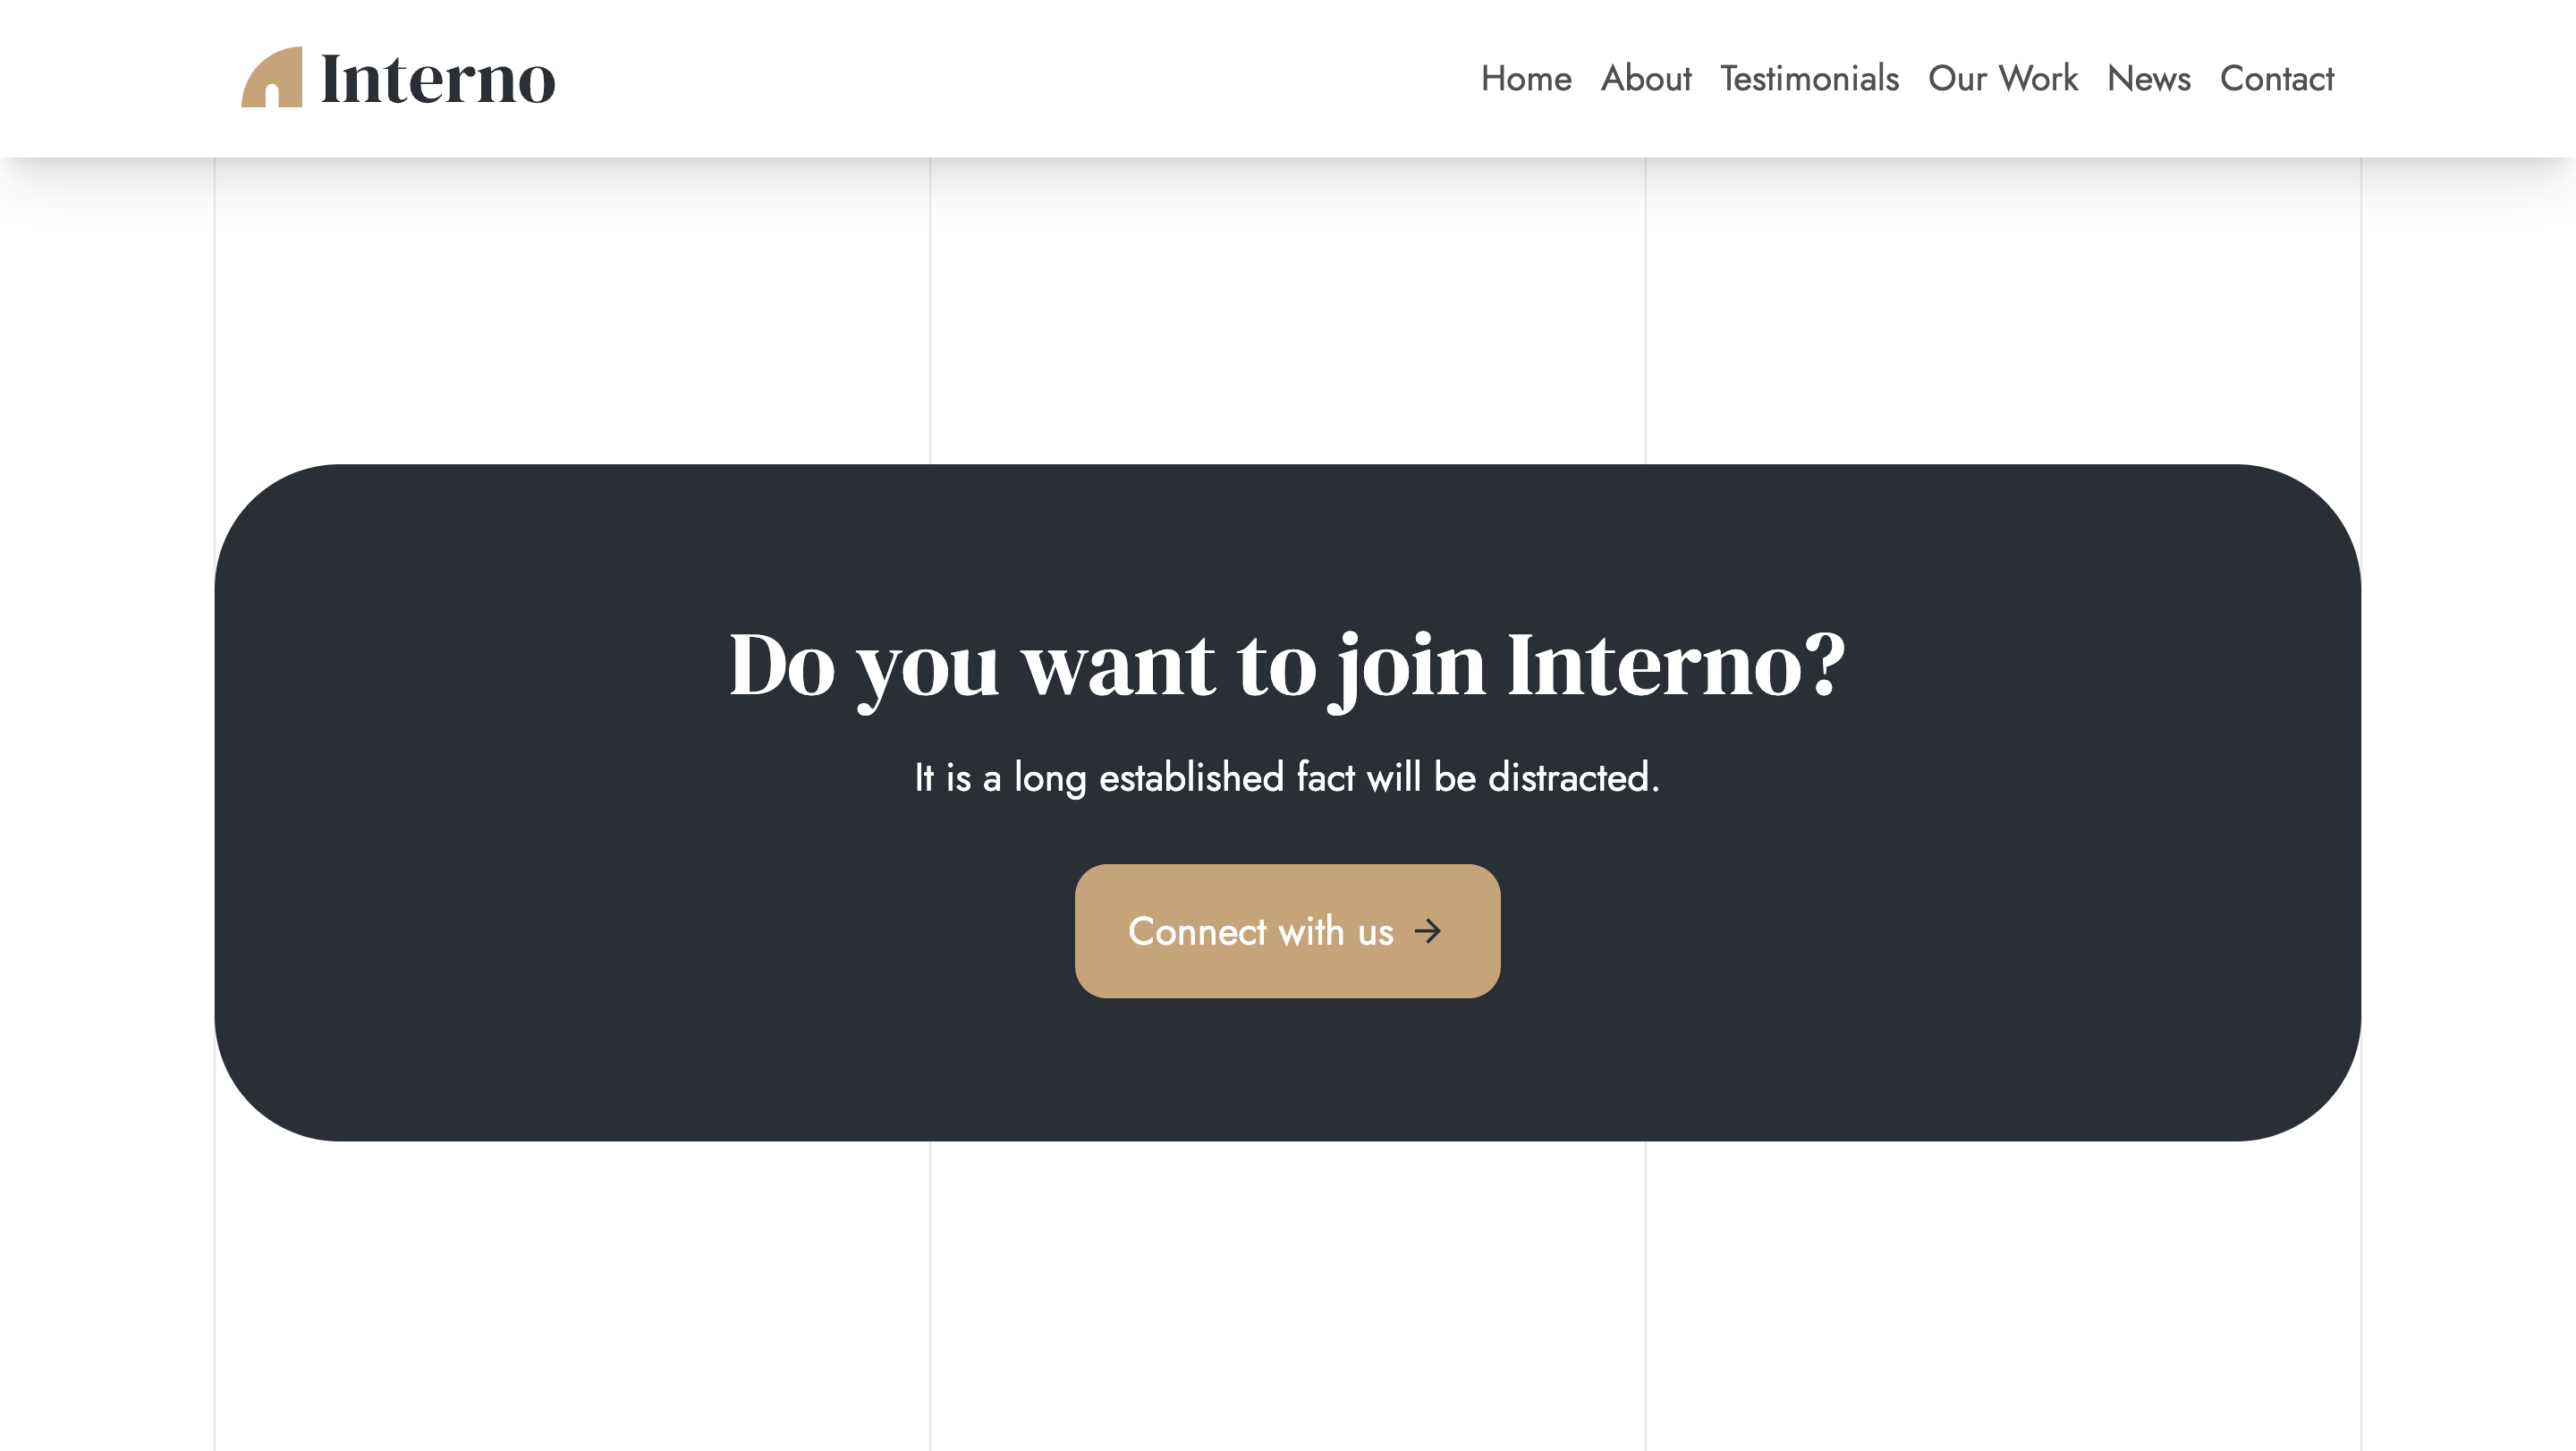 Interno
Home About Testimonials Our Work News Contact
Do you want to join Interno?
It is a long established fact will be distracted.
Connect with us